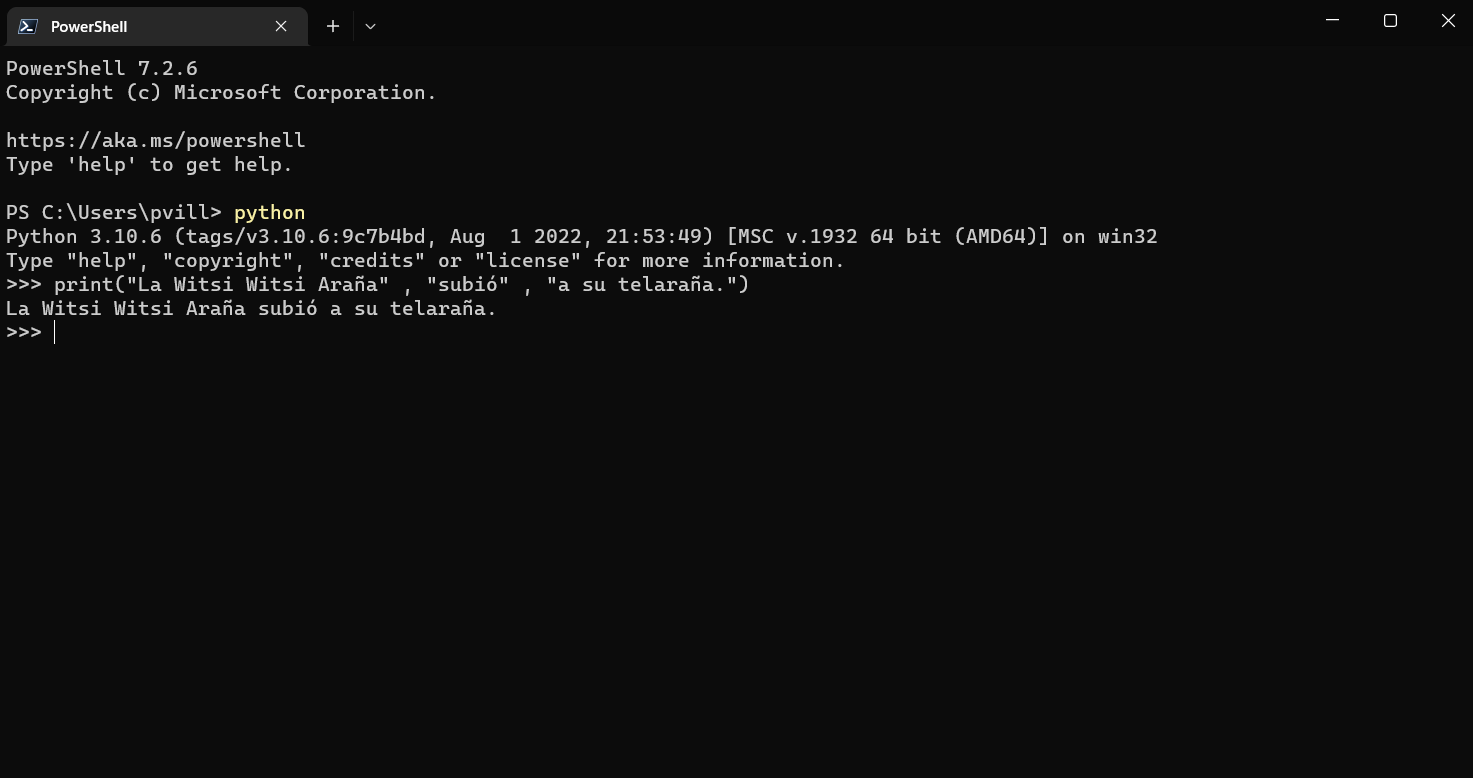 PowerShell
PowerShell 7.2.6
Copyright (c) Microsoft Corporation.
https://aka.ms/powershell
Type 'help' to get help.
PS C:\Users\pvill> python
Python 3.10.6 (tags/v3.10.6:9c7b4bd, Aug  1 2022, 21:53:49) [MSC v.1932 64 bit (AMD64)] on win32
Type "help", "copyright", "credits" or "license" for more information.
>>> print("La Witsi Witsi Araña" , "subió" , "a su telaraña.")
La Witsi Witsi Araña subió a su telaraña.
>>>